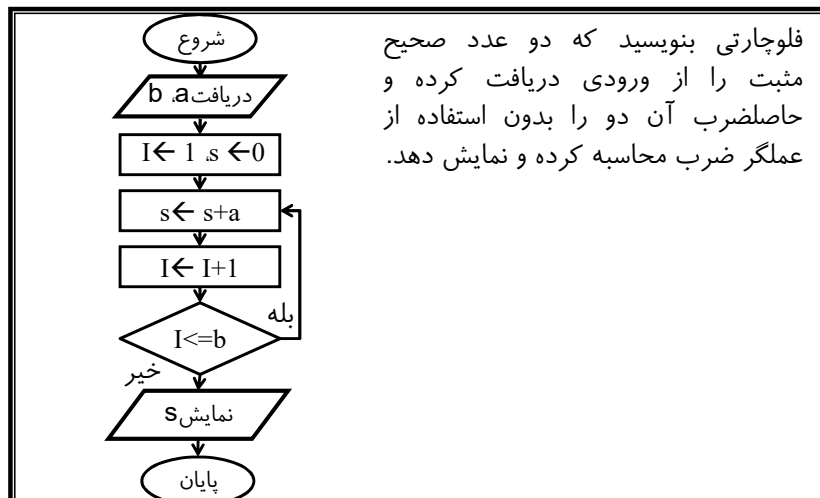 فلوچارتی بنویسید که دو عدد صحیح
مثبت را از ورودی دریافت کرده و
حاصلضرب آن دو را بدون استفاده از
عملگر ضرب محاسبه کرده و نمایش دهد.
شروع
دریافت a، b
I← 1 ،s ←0
s← s+a
I← I+1
I<=b
بله
خیر
نمایش s
پایان